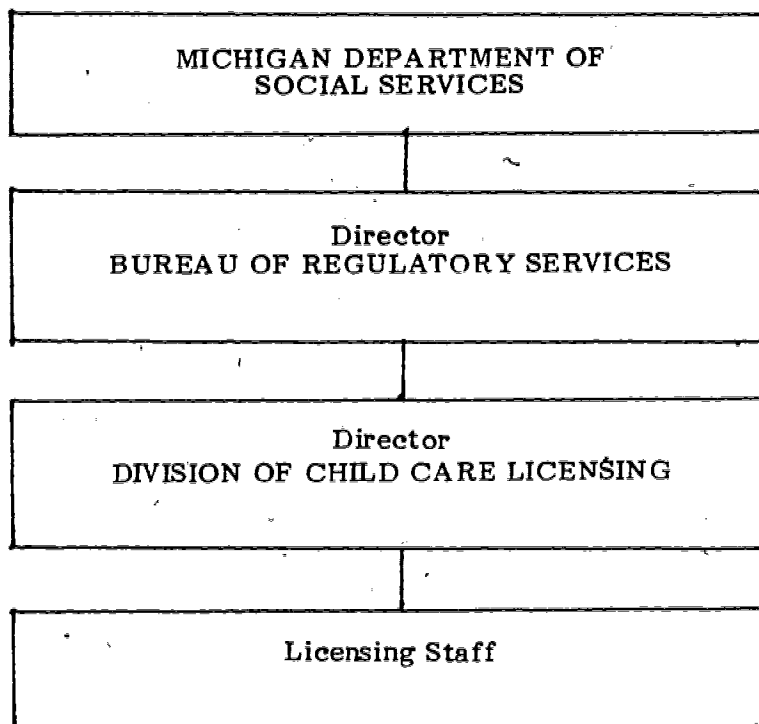 MICHIGAN DEPARTMENT OF
SOCIAL SERVICES
Director
BUREAU OF REGULATORY SERVICES
Director
DIVISION OF CHILD CARE LICENSING
Licensing Staff